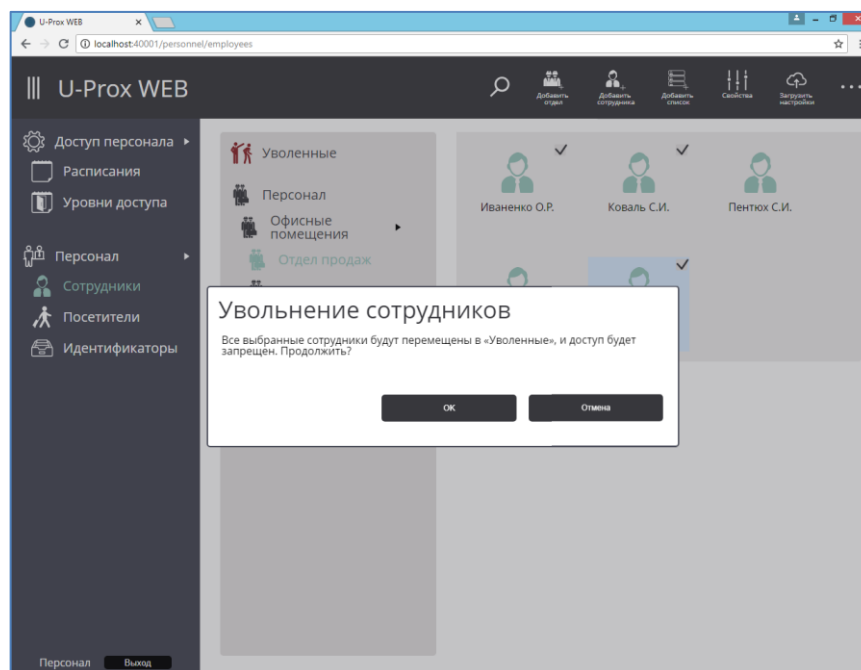 U-Prox WEB
localhost:40001/personnel/employees
U-Prox WEB
Добавить отдел
Добавить сотрудника
Добавить список
Свойства
Загрузить настройки
Доступ персонала
Расписания
Уровни доступа
Персонал
Сотрудники
Посетители
Идентификаторы
Уволенные
Персонал
Офисные
помещения
Отдел продаж
Иваненко О.Р.
Коваль С.И.
Пентюх С.И.
Увольнение сотрудников
Все выбранные сотрудники будут перемещены в «Уволенные», и доступ будет
запрещен. Продолжить?
ОК
Отмена
Персонал
Выход